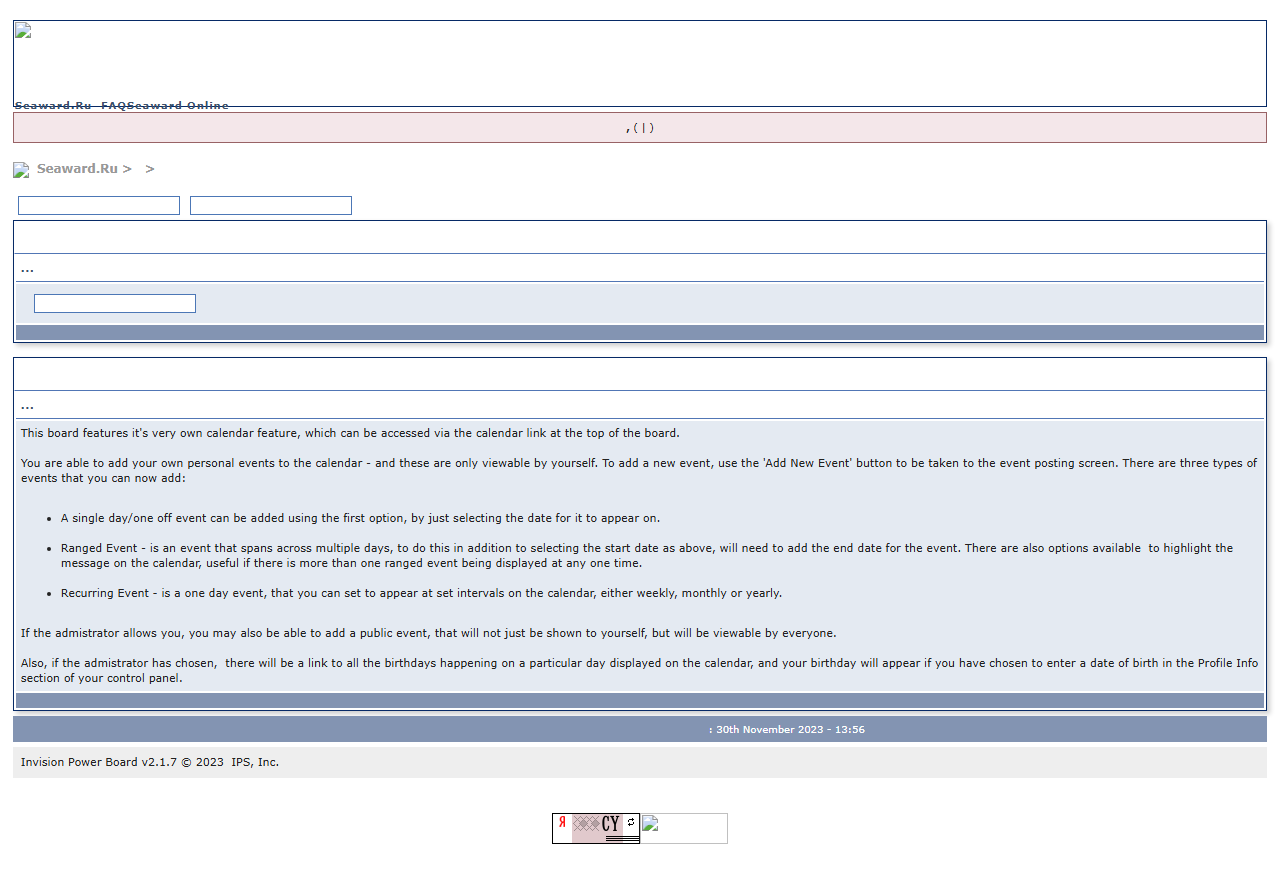 Seaward.Ru FAQSeaward Online
, ( | )
Seaward.Ru > >
...
...
This board features it's very own calendar feature, which can be accessed via the calendar link at the top of the board.
You are able to add your own personal events to the calendar - and these are only viewable by yourself. To add a new event, use the 'Add New Event' button to be taken to the event posting screen. There are three types of
events that you can now add:
• A single day/one off event can be added using the first option, by just selecting the date for it to appear on.
• Ranged Event - is an event that spans across multiple days, to do this in addition to selecting the start date as above, will need to add the end date for the event. There are also options available to highlight the
message on the calendar, useful if there is more than one ranged event being displayed at any one time.
• Recurring Event - is a one day event, that you can set to appear at set intervals on the calendar, either weekly, monthly or yearly.
If the admistrator allows you, you may also be able to add a public event, that will not just be shown to yourself, but will be viewable by everyone.
Also, if the admistrator has chosen, there will be a link to all the birthdays happening on a particular day displayed on the calendar, and your birthday will appear if you have chosen to enter a date of birth in the Profile Info
section of your control panel.
: 30th November 2023 - 13:56
Invision Power Board v2.1.7 © 2023 IPS, Inc.
Я CY